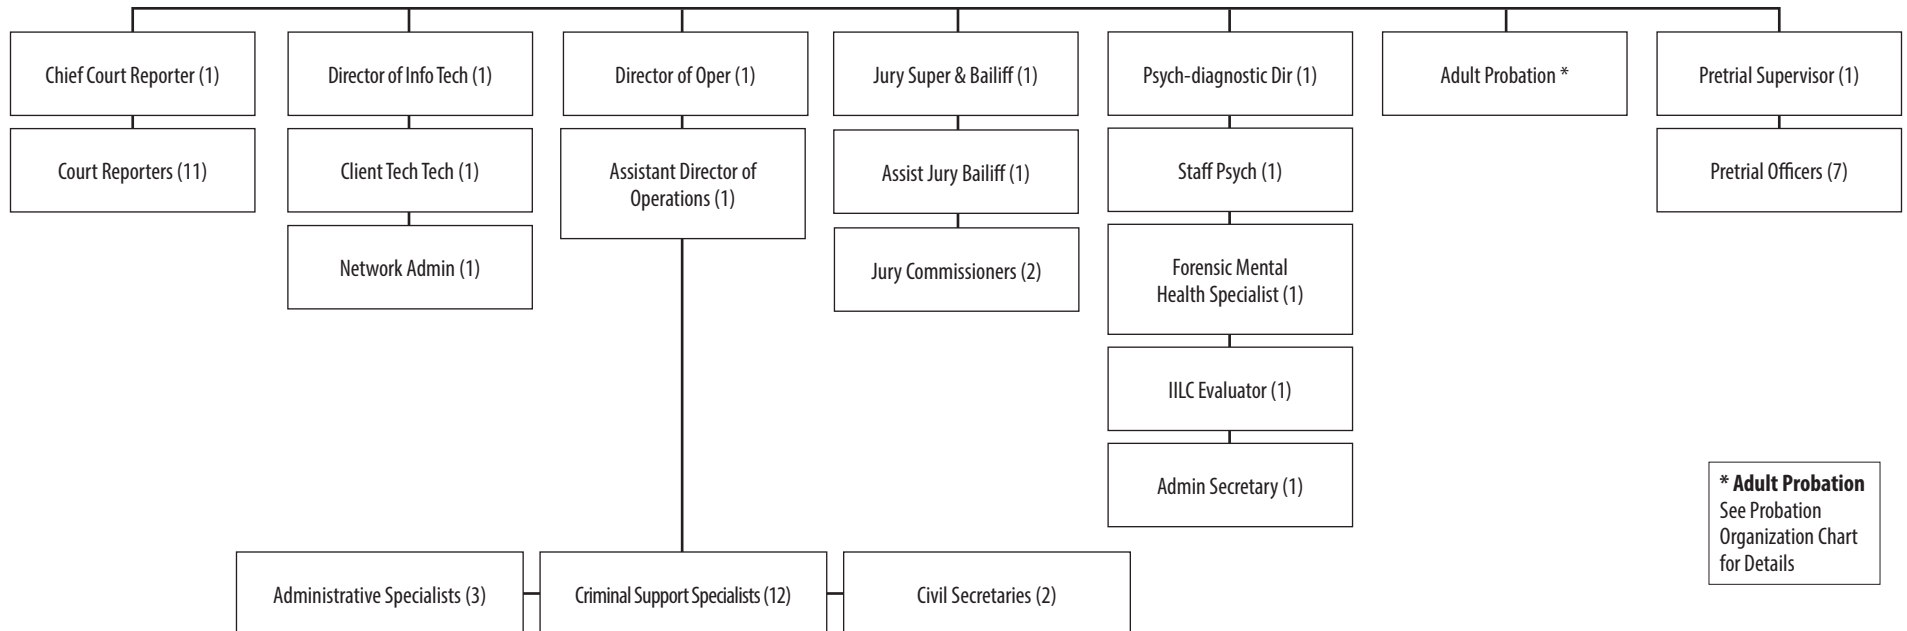 Chief Court Reporter (1)
Director of Info Tech (1)
Director of Oper (1)
Jury Super & Bailiff (1)
Psych-diagnostic Dir (1)
Adult Probation *
Pretrial Supervisor (1)
Court Reporters (11)
Client Tech Tech (1)
Assistant Director of
Operations (1)
Assist Jury Bailiff (1)
Staff Psych (1)
Pretrial Officers (7)
Network Admin (1)
Jury Commissioners (2)
Forensic Mental
Health Specialist (1)
IILC Evaluator (1)
Admin Secretary (1)
* Adult Probation
See Probation
Organization Chart
for Details
Administrative Specialists (3)
Criminal Support Specialists (12)
Civil Secretaries (2)